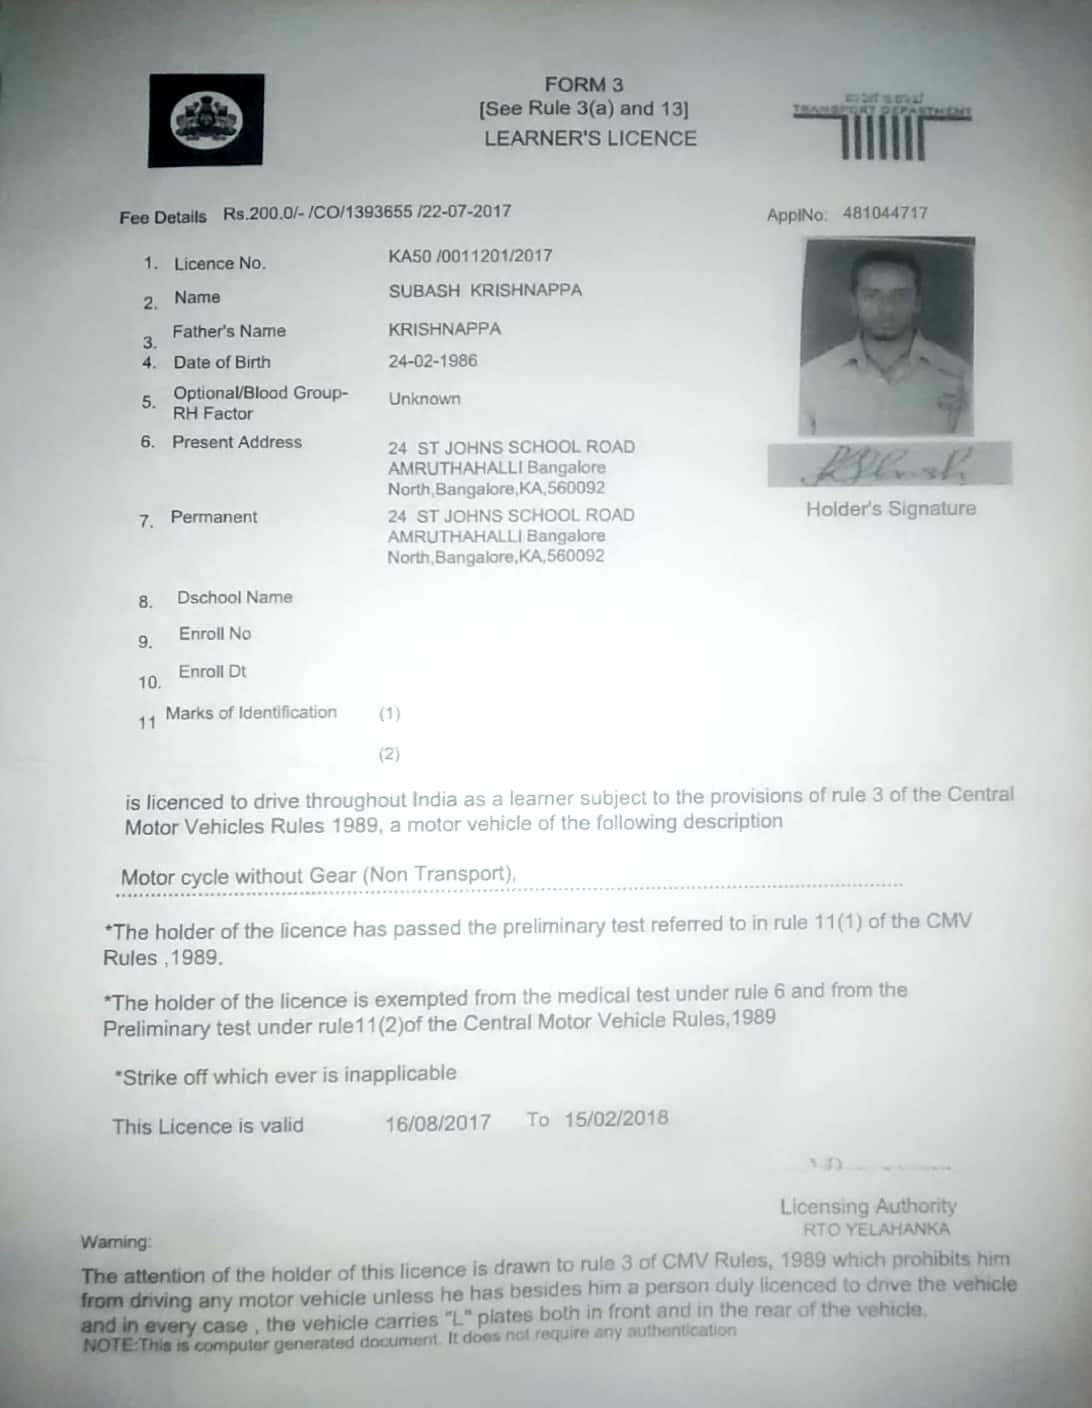 FORM 3
[See Rule 3(a) and 13]
LEARNER'S LICENCE
TRANSPORT DEPARTMENT
Fee Details Rs.200.0/- /CO/1393655 /22-07-2017
ApplNo: 481044717
1. Licence No. KA50 /0011201/2017
2. Name SUBASH KRISHNAPPA
3. Father's Name KRISHNAPPA
4. Date of Birth 24-02-1986
5. Optional/Blood Group-
RH Factor Unknown
6. Present Address 24 ST JOHNS SCHOOL ROAD
AMRUTHAHALLI Bangalore
North,Bangalore,KA,560092
Holder's Signature
7. Permanent 24 ST JOHNS SCHOOL ROAD
AMRUTHAHALLI Bangalore
North,Bangalore,KA,560092
8. Dschool Name
9. Enroll No
10. Enroll Dt
11 Marks of Identification (1)
(2)
is licenced to drive throughout India as a learner subject to the provisions of rule 3 of the Central
Motor Vehicles Rules 1989, a motor vehicle of the following description
Motor cycle without Gear (Non Transport),
*The holder of the licence has passed the preliminary test referred to in rule 11(1) of the CMV
Rules ,1989.
*The holder of the licence is exempted from the medical test under rule 6 and from the
Preliminary test under rule11(2)of the Central Motor Vehicle Rules,1989
*Strike off which ever is inapplicable
This Licence is valid 16/08/2017 To 15/02/2018
Licensing Authority
RTO YELAHANKA
Warning:
The attention of the holder of this licence is drawn to rule 3 of CMV Rules, 1989 which prohibits him
from driving any motor vehicle unless he has besides him a person duly licenced to drive the vehicle
and in every case , the vehicle carries "L" plates both in front and in the rear of the vehicle.
NOTE:This is computer generated document. It does not require any authentication